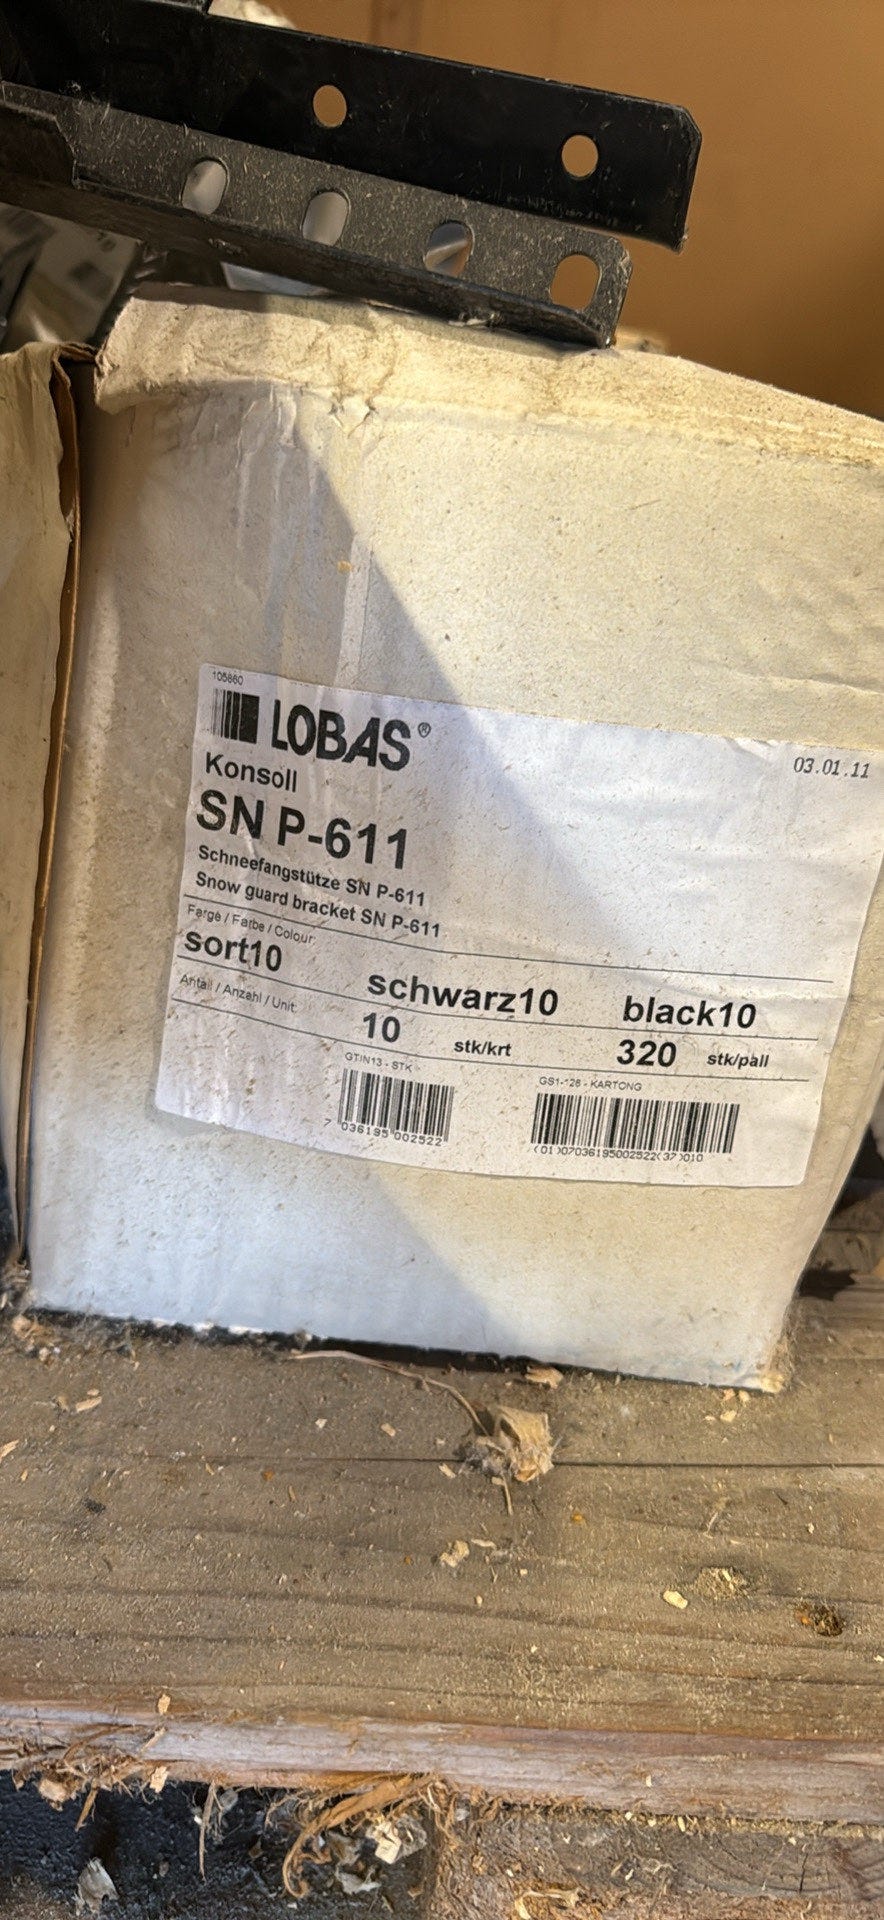 105860
LOBAS®
03.01.11
Konsoll
SN P-611
Schneefangstütze SN P-611
Snow guard bracket SN P-611
Farge / Farbe / Colour:
sort10 schwarz10 black10
Antall / Anzahl / Unit:
10 stk/krt 320 stk/pall
GTIN13 - STK GS1-128 - KARTONG
7 036195 002522 (01)07036195002522(37)010